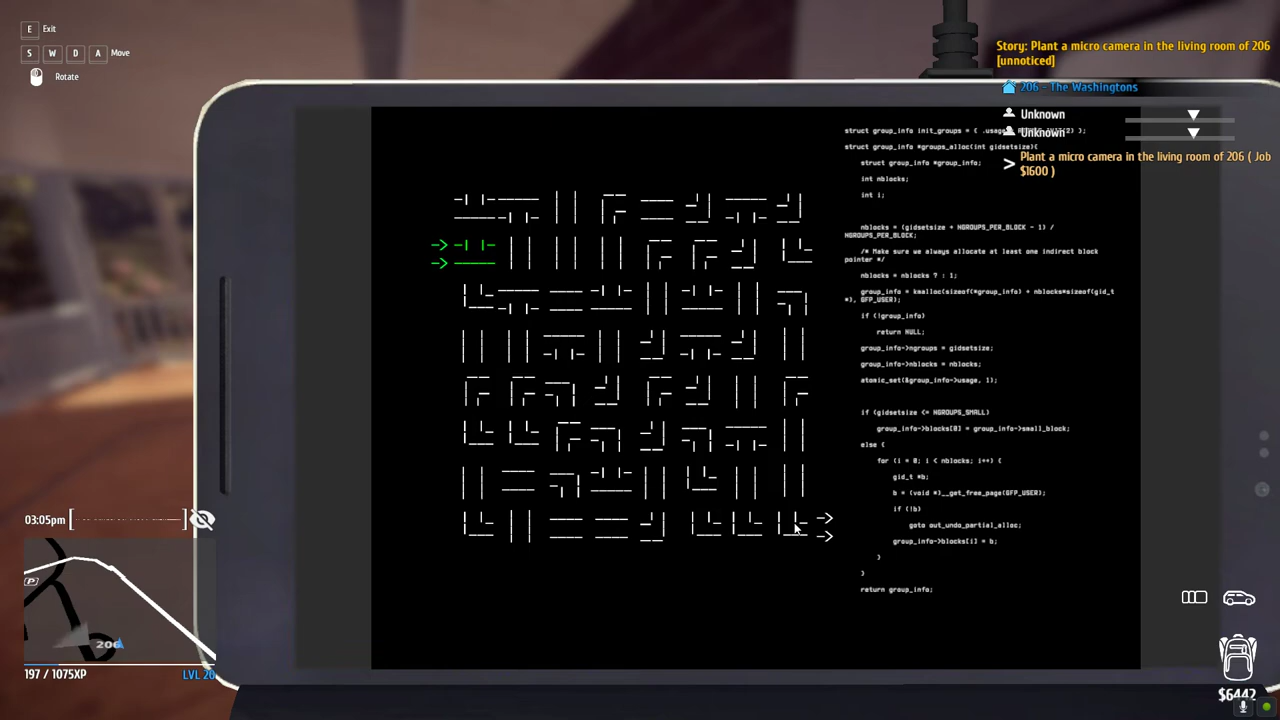 E Exit
S W D A Move
Rotate
Story: Plant a micro camera in the living room of 206
[unnoticed]
206 - The Washingtons
Unknown
Unknown
> Plant a micro camera in the living room of 206 ( Job
$1600 )
struct group_info *groups_alloc(int gidsetsize){
struct group_info *group_info;
int nblocks;
int i;
nblocks = (gidsetsize + NGROUPS_PER_BLOCK - 1) /
NGROUPS_PER_BLOCK;
/* Make sure we always allocate at least one indirect block
pointer */
nblocks = nblocks ? : 1;
group_info = kmalloc(sizeof(*group_info) + nblocks*sizeof(gid_t
*), GFP_USER);
if (!group_info)
return NULL;
group_info->ngroups = gidsetsize;
group_info->nblocks = nblocks;
atomic_set(&group_info->usage, 1);
if (gidsetsize <= NGROUPS_SMALL)
group_info->blocks[0] = group_info->small_block;
else {
for (i = 0; i < nblocks; i++) {
gid_t *b;
b = (void *)__get_free_page(GFP_USER);
if (!b)
goto out_undo_partial_alloc;
group_info->blocks[i] = b;
}
}
return group_info;
03:05pm
P
206
197 / 1075XP
LVL 20
$6442